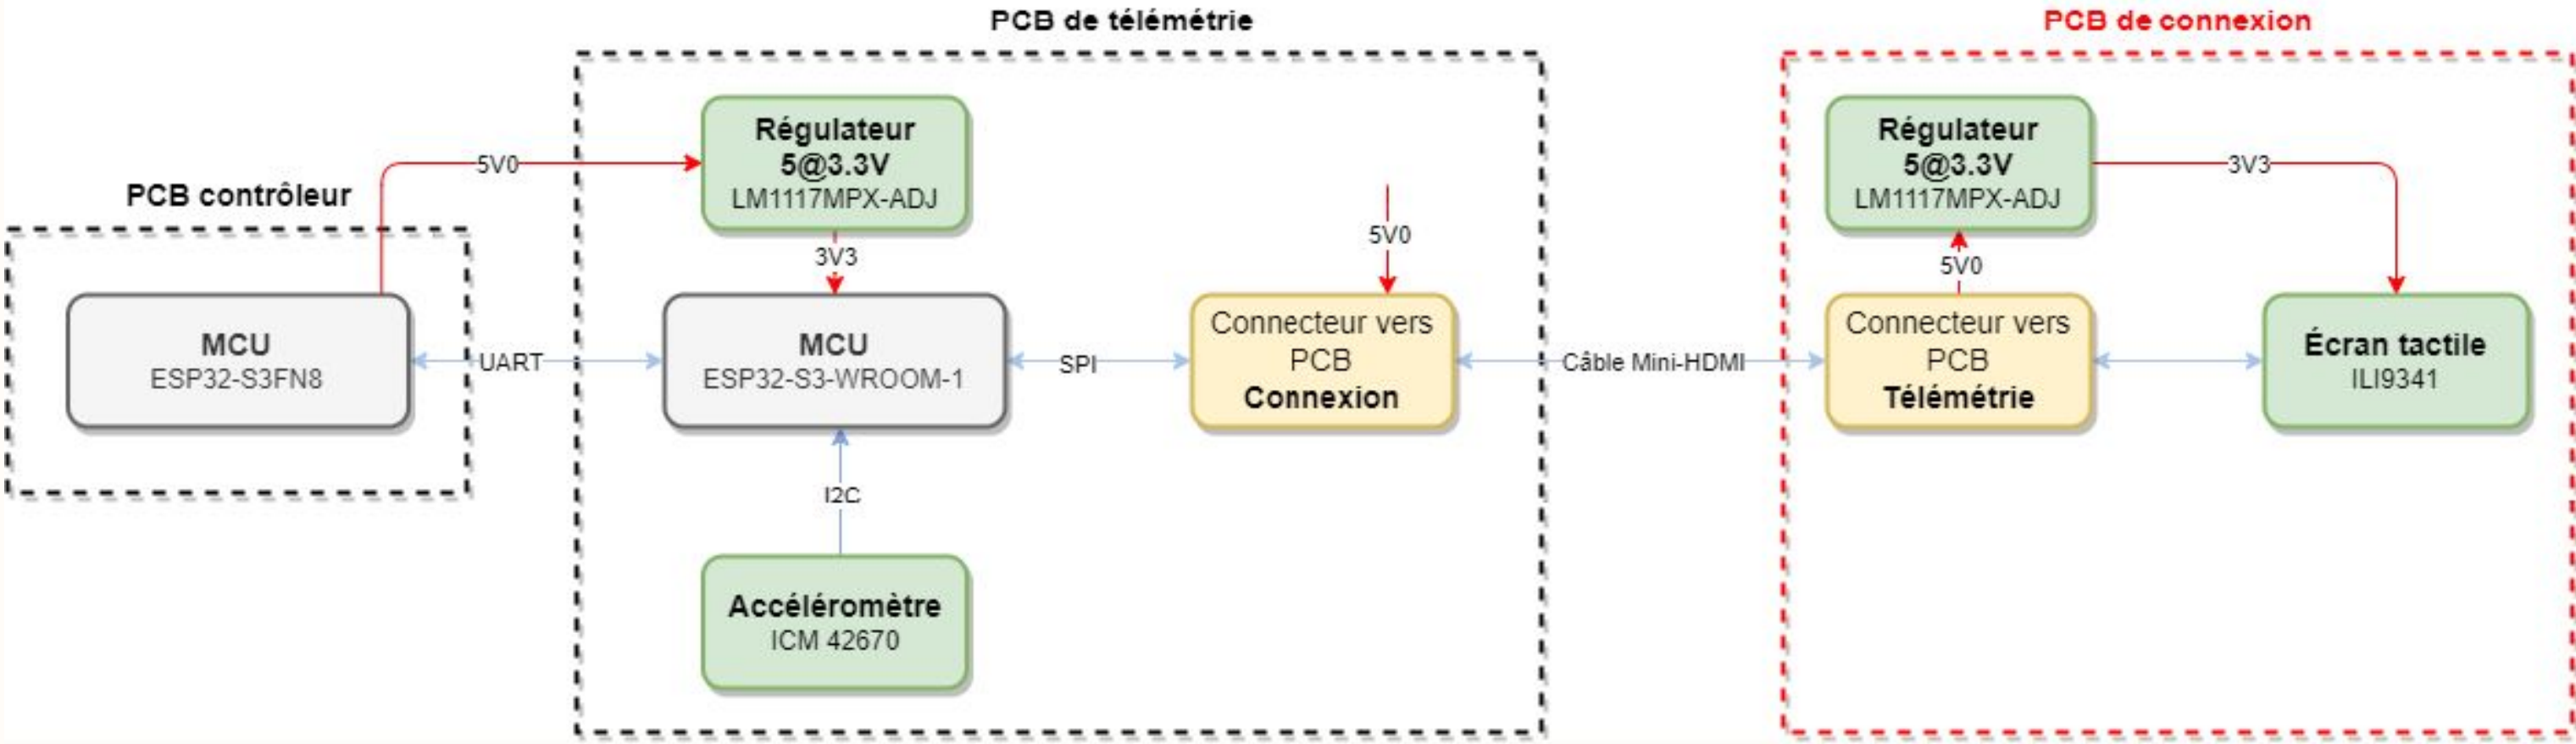 PCB de télémétrie
PCB de connexion
PCB contrôleur
5V0
Régulateur
5@3.3V
LM1117MPX-ADJ
3V3
5V0
Régulateur
5@3.3V
LM1117MPX-ADJ
3V3
5V0
MCU
ESP32-S3FN8
UART
MCU
ESP32-S3-WROOM-1
SPI
Connecteur vers
PCB
Connexion
Câble Mini-HDMI
Connecteur vers
PCB
Télémétrie
Écran tactile
ILI9341
I2C
Accéléromètre
ICM 42670